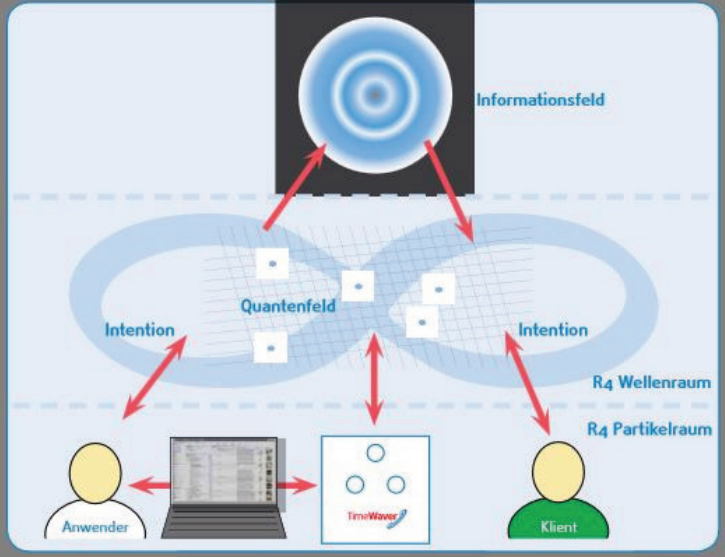 Informationsfeld
Quantenfeld
Intention
Intention
R4 Wellenraum
R4 Partikelraum
TimeWaver
Anwender
Klient